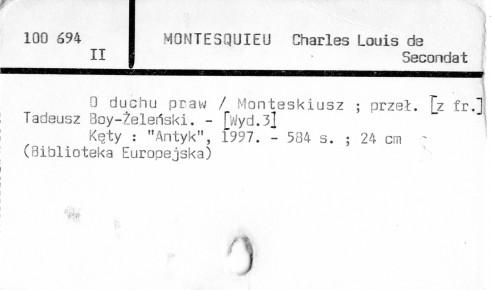 100 694 MONTESQUIEU Charles Louis de
II Secondat
O duchu praw / Monteskiusz ; przeł. [z fr.]
Tadeusz Boy-Żeleński. - [Wyd.3]
Kęty : "Antyk", 1997. - 584 s. ; 24 cm
(Biblioteka Europejska)